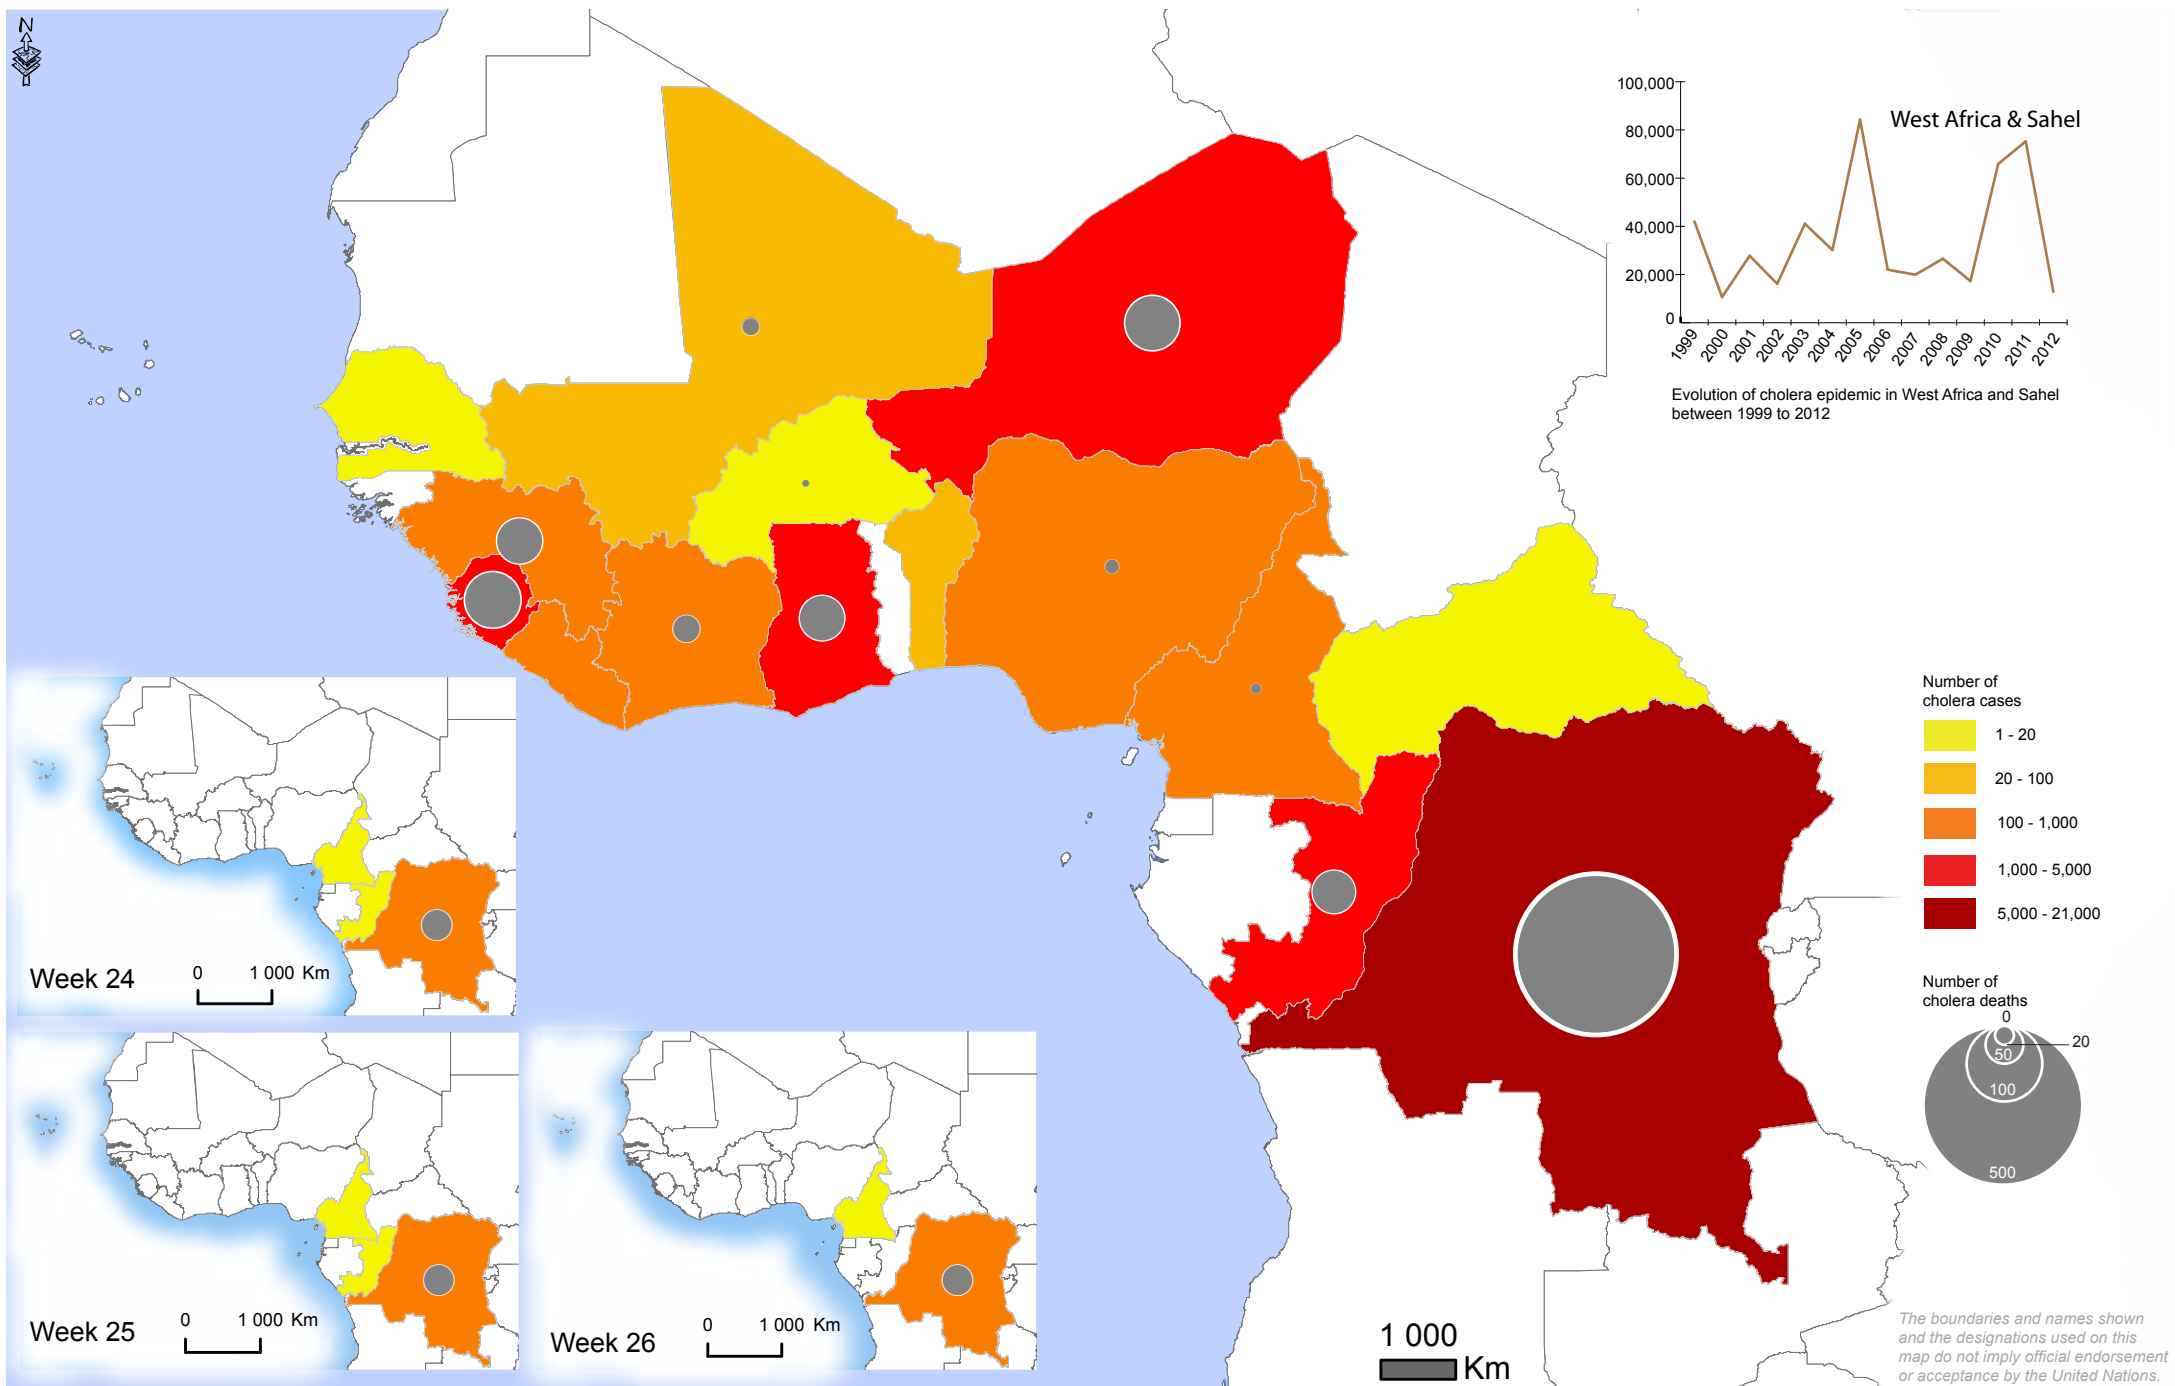 N
100,000
80,000
60,000
40,000
20,000
0
West Africa & Sahel
1999
2000
2001
2002
2003
2004
2005
2006
2007
2008
2009
2010
2011
2012
Evolution of cholera epidemic in West Africa and Sahel
between 1999 to 2012
Number of
cholera cases
1 - 20
20 - 100
100 - 1,000
1,000 - 5,000
5,000 - 21,000
Number of
cholera deaths
0
20
50
100
500
Week 24
0 1 000 Km
Week 25
0 1 000 Km
Week 26
0 1 000 Km
1 000
Km
The boundaries and names shown
and the designations used on this
map do not imply official endorsement
or acceptance by the United Nations.